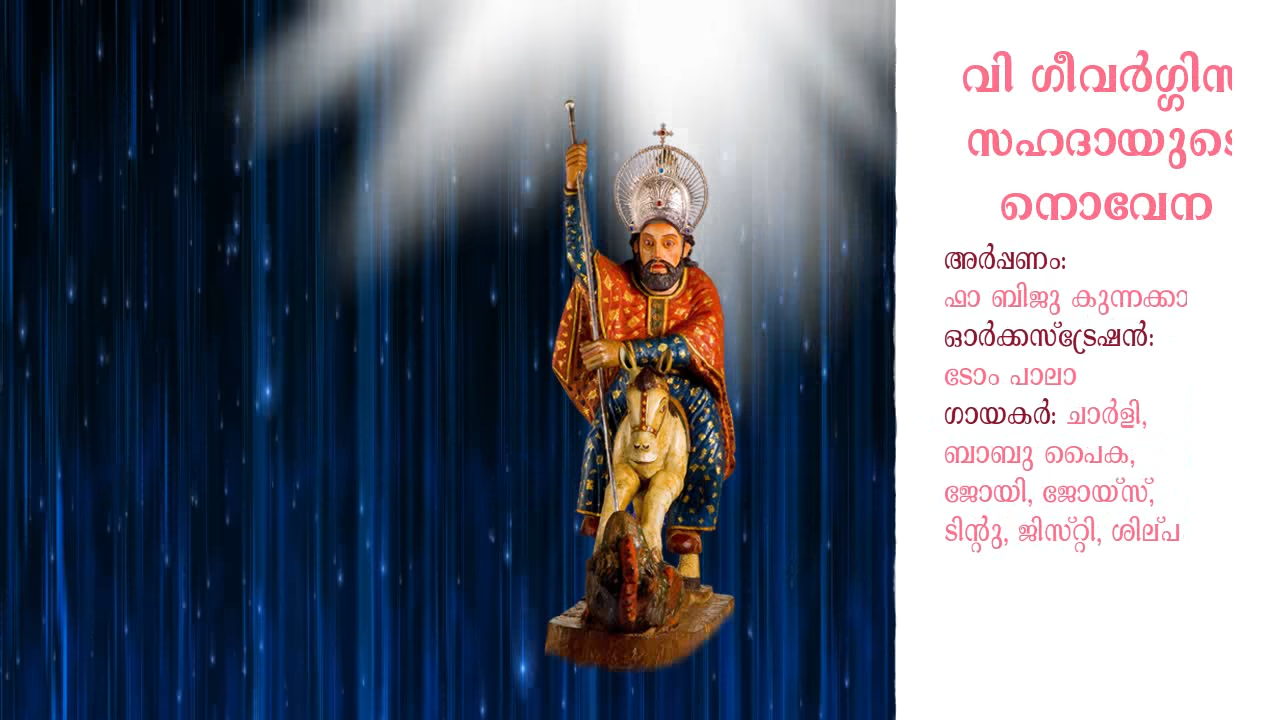 വി ഗീവർഗ്ഗീസ
സഹദായുടെ
നൊവേന
അർപ്പണം:
ഫാ ബിജു കുന്നക്കാ
ഓർക്കസ്ട്രേഷൻ:
ടോം പാലാ
ഗായകർ: ചാർളി,
ബാബു പൈക,
ജോയി, ജോയ്സ്,
ടിന്റു, ജിസ്റ്റി, ശില്പ